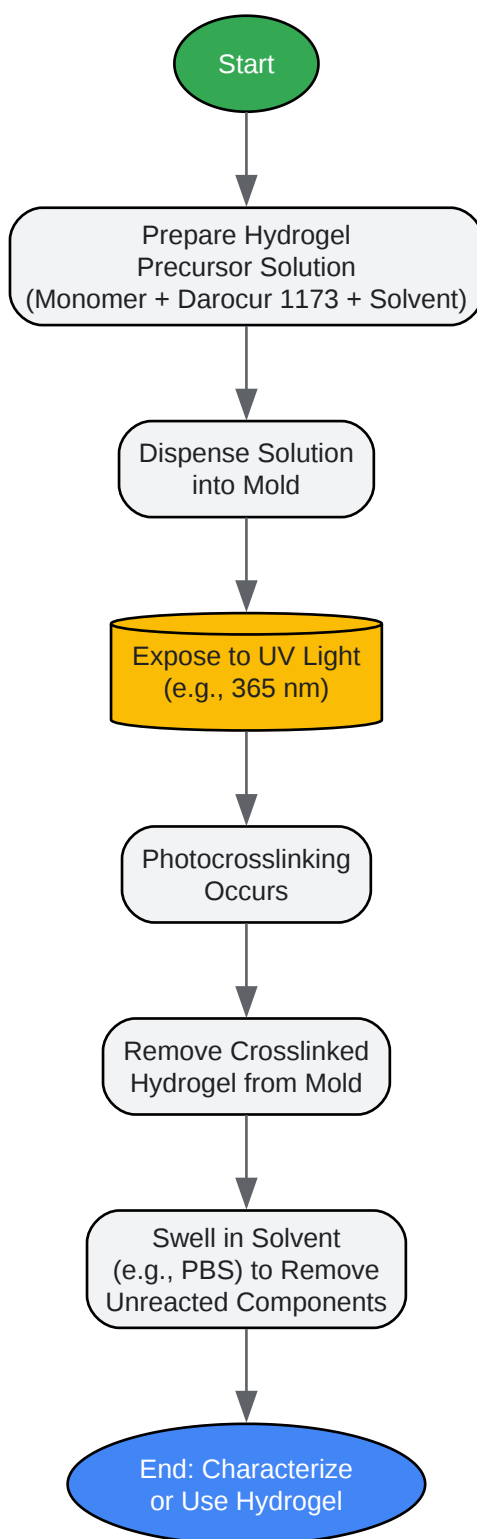 Start
Prepare Hydrogel
Precursor Solution
(Monomer + Darocur 1173 + Solvent)
Dispense Solution
into Mold
Expose to UV Light
(e.g., 365 nm)
Photocrosslinking
Occurs
Remove Crosslinked
Hydrogel from Mold
Swell in Solvent
(e.g., PBS) to Remove
Unreacted Components
End: Characterize
or Use Hydrogel